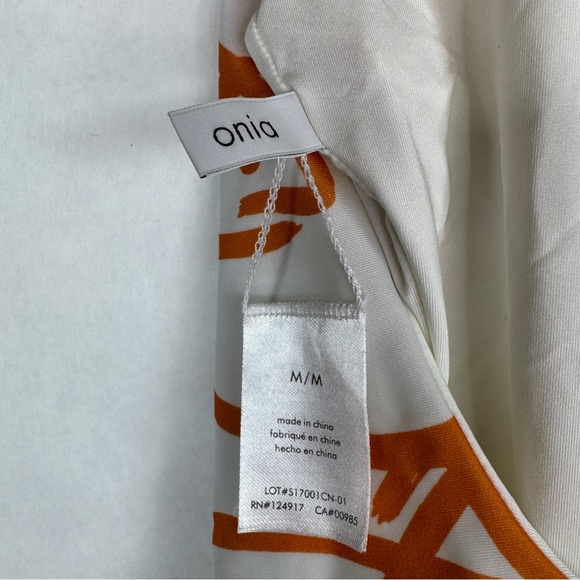 onia
M/M
made in china
fabriqué en chine
hecho en china
LOT#S17001CN-01
RN#124917 CA#00985